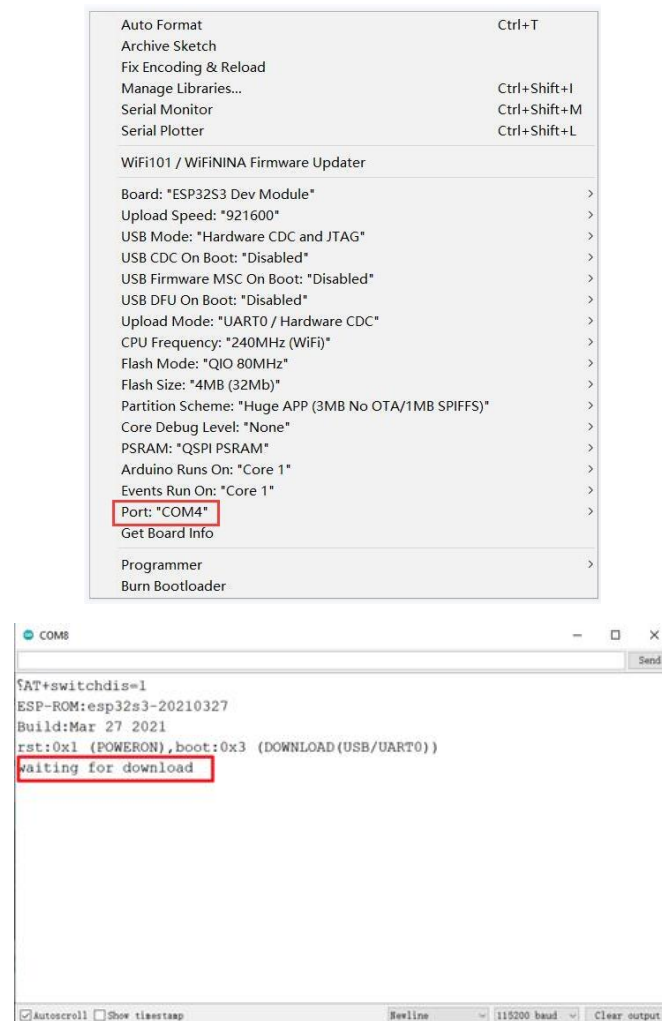 Auto Format Ctrl+T
Archive Sketch
Fix Encoding & Reload
Manage Libraries... Ctrl+Shift+I
Serial Monitor Ctrl+Shift+M
Serial Plotter Ctrl+Shift+L
WiFi101 / WiFiNINA Firmware Updater
Board: "ESP32S3 Dev Module"
Upload Speed: "921600"
USB Mode: "Hardware CDC and JTAG"
USB CDC On Boot: "Disabled"
USB Firmware MSC On Boot: "Disabled"
USB DFU On Boot: "Disabled"
Upload Mode: "UART0 / Hardware CDC"
CPU Frequency: "240MHz (WiFi)"
Flash Mode: "QIO 80MHz"
Flash Size: "4MB (32Mb)"
Partition Scheme: "Huge APP (3MB No OTA/1MB SPIFFS)"
Core Debug Level: "None"
PSRAM: "QSPI PSRAM"
Arduino Runs On: "Core 1"
Events Run On: "Core 1"
Port: "COM4"
Get Board Info
Programmer
Burn Bootloader
COM8
Send
AT+switchdis=1
ESP-ROM:esp32s3-20210327
Build:Mar 27 2021
rst:0x1 (POWERON),boot:0x3 (DOWNLOAD(USB/UART0))
waiting for download
Autoscroll Show timestamp Newline 115200 baud Clear output